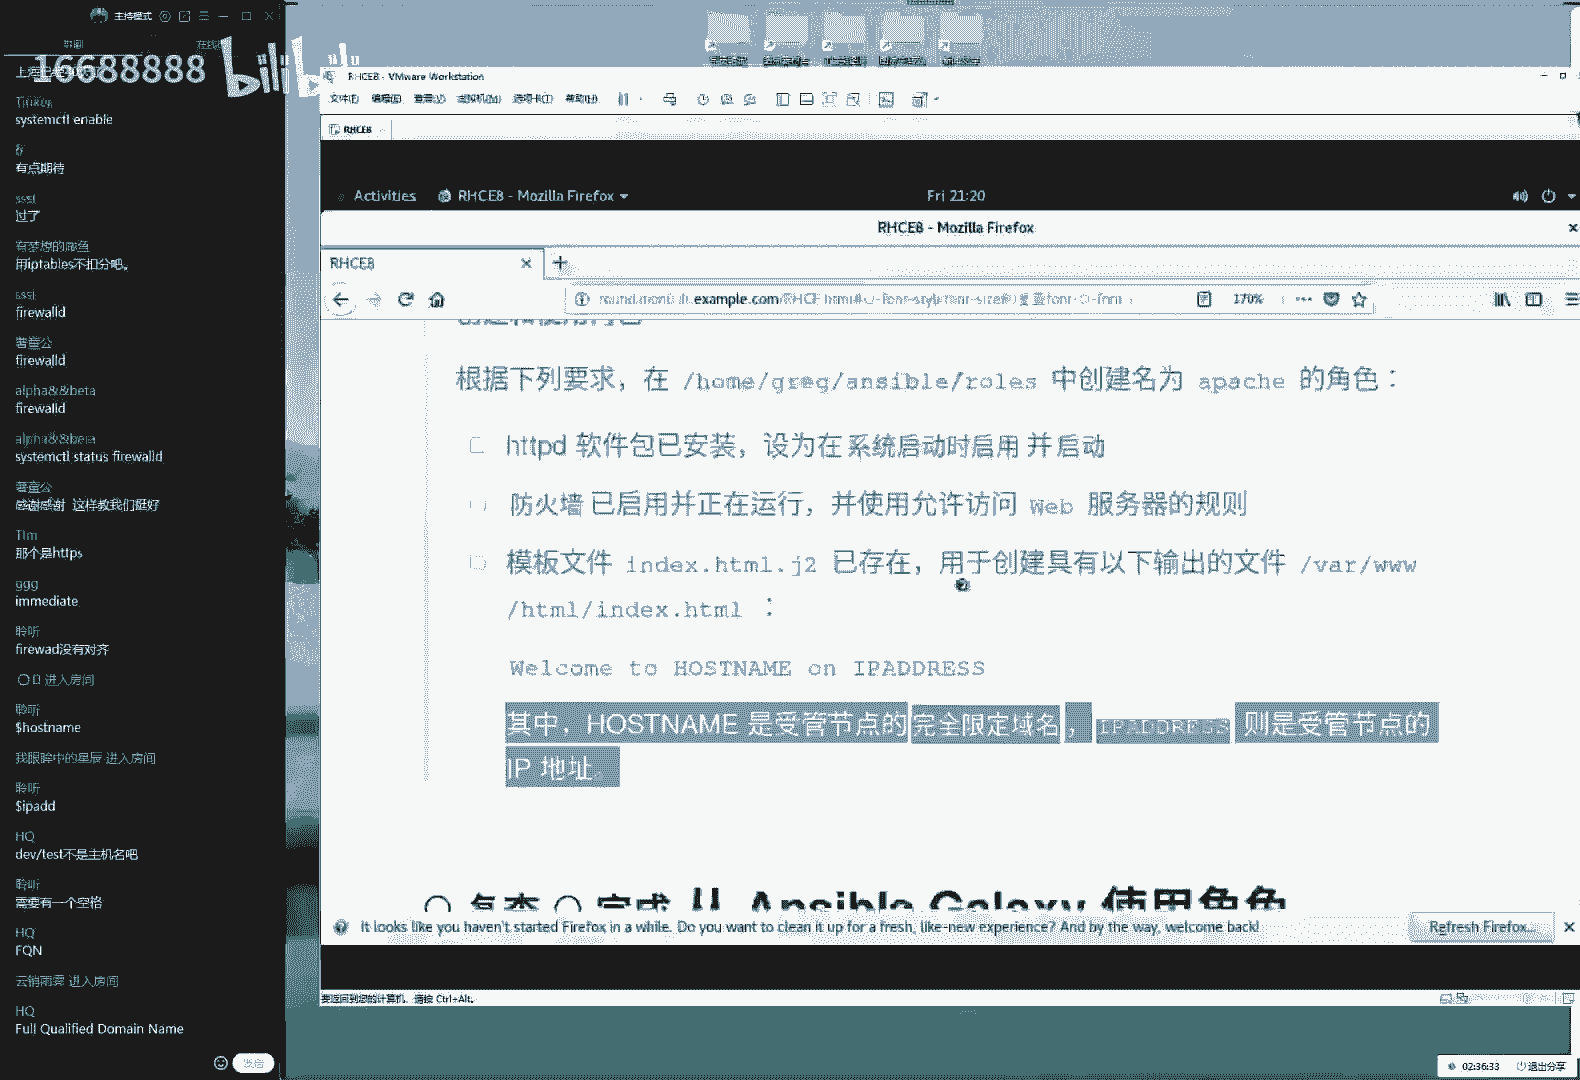 主持模式
16688888
bilibili
systemctl enable
有点期待
sssl
过了
有梦想的咸鱼
用iptables不扣分吧。
sssl
firewalld
著童公
firewalld
alpha&&beta
firewalld
alpha&&beta
systemctl status firewalld
著童公
感谢感谢 这样教我们挺好
Tim
那个是https
ggg
immediate
聆听
firewad没有对齐
进入房间
聆听
$hostname
我眼眸中的星辰 进入房间
聆听
$ipadd
HQ
dev/test不是主机名吧
聆听
需要有一个空格
HQ
FQN
云销雨霁 进入房间
HQ
Full Qualified Domain Name
发送
RHCE8 - VMware Workstation
文件(F) 编辑(E) 查看(V) 虚拟机(M) 选项卡(T) 帮助(H)
RHCE8
Activities RHCE8 - Mozilla Firefox Fri 21:20
RHCE8 - Mozilla Firefox
RHCE8
170%
根据下列要求，在 /home/greg/ansible/roles 中创建名为 apache 的角色：
httpd 软件包已安装，设为在系统启动时启用并启动
防火墙已启用并正在运行，并使用允许访问 Web 服务器的规则
模板文件 index.html.j2 已存在，用于创建具有以下输出的文件 /var/www
/html/index.html ：
Welcome to HOSTNAME on IPADDRESS
其中，HOSTNAME 是受管节点的完全限定域名， IPADDRESS 则是受管节点的
IP 地址。
Ansible Galaxy 使用角色
It looks like you haven't started Firefox in a while. Do you want to clean it up for a fresh, like-new experience? And by the way, welcome back!
Refresh Firefox...
要返回到您的计算机，请按 Ctrl+Alt。
02:36:33 退出分享